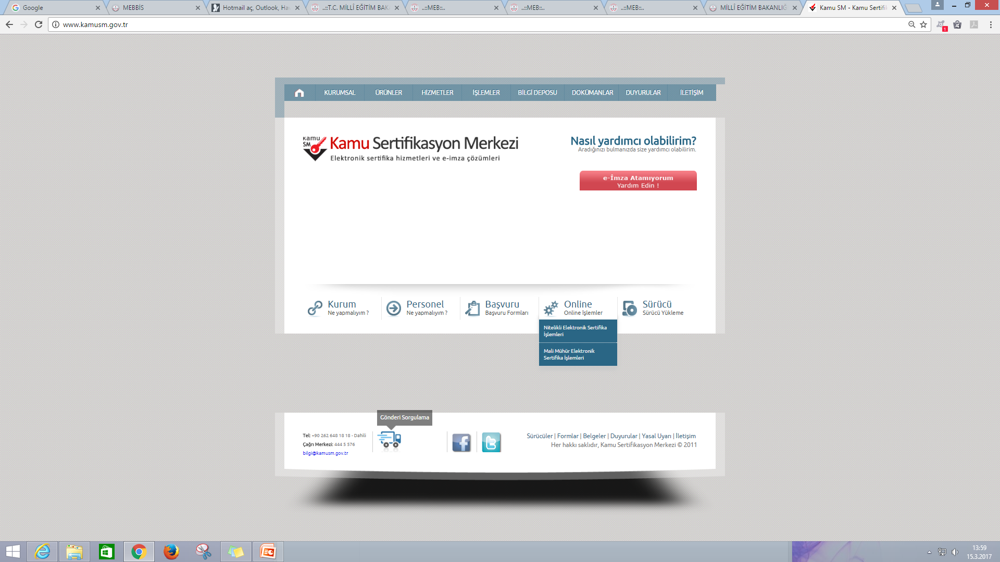 Google
MEBBİS
Hotmail aç, Outlook, Ha
..::T.C. MİLLÎ EĞİTİM BAK
..::MEB::..
..::MEB::..
..::MEB::..
MİLLÎ EĞİTİM BAKANLIĞ
Kamu SM - Kamu Sertifi
www.kamusm.gov.tr
1
KURUMSAL
ÜRÜNLER
HİZMETLER
İŞLEMLER
BİLGİ DEPOSU
DOKÜMANLAR
DUYURULAR
İLETİŞİM
kamu
SM
Kamu Sertifikasyon Merkezi
Elektronik sertifika hizmetleri ve e-imza çözümleri
Nasıl yardımcı olabilirim?
Aradığınızı bulmanızda size yardımcı olabilirim.
e-İmza Atamıyorum
Yardım Edin !
Kurum
Ne yapmalıyım ?
Personel
Ne yapmalıyım ?
Başvuru
Başvuru Formları
Online
Online İşlemler
Sürücü
Sürücü Yükleme
Nitelikli Elektronik Sertifika
İşlemleri
Mali Mühür Elektronik
Sertifika İşlemleri
Gönderi Sorgulama
Tel: +90 262 648 18 18 - Dahili
Çağrı Merkezi: 444 5 576
bilgi@kamusm.gov.tr
Sürücüler | Formlar | Belgeler | Duyurular | Yasal Uyarı | İletişim
Her hakkı saklıdır, Kamu Sertifikasyon Merkezi © 2011
13:59
15.3.2017